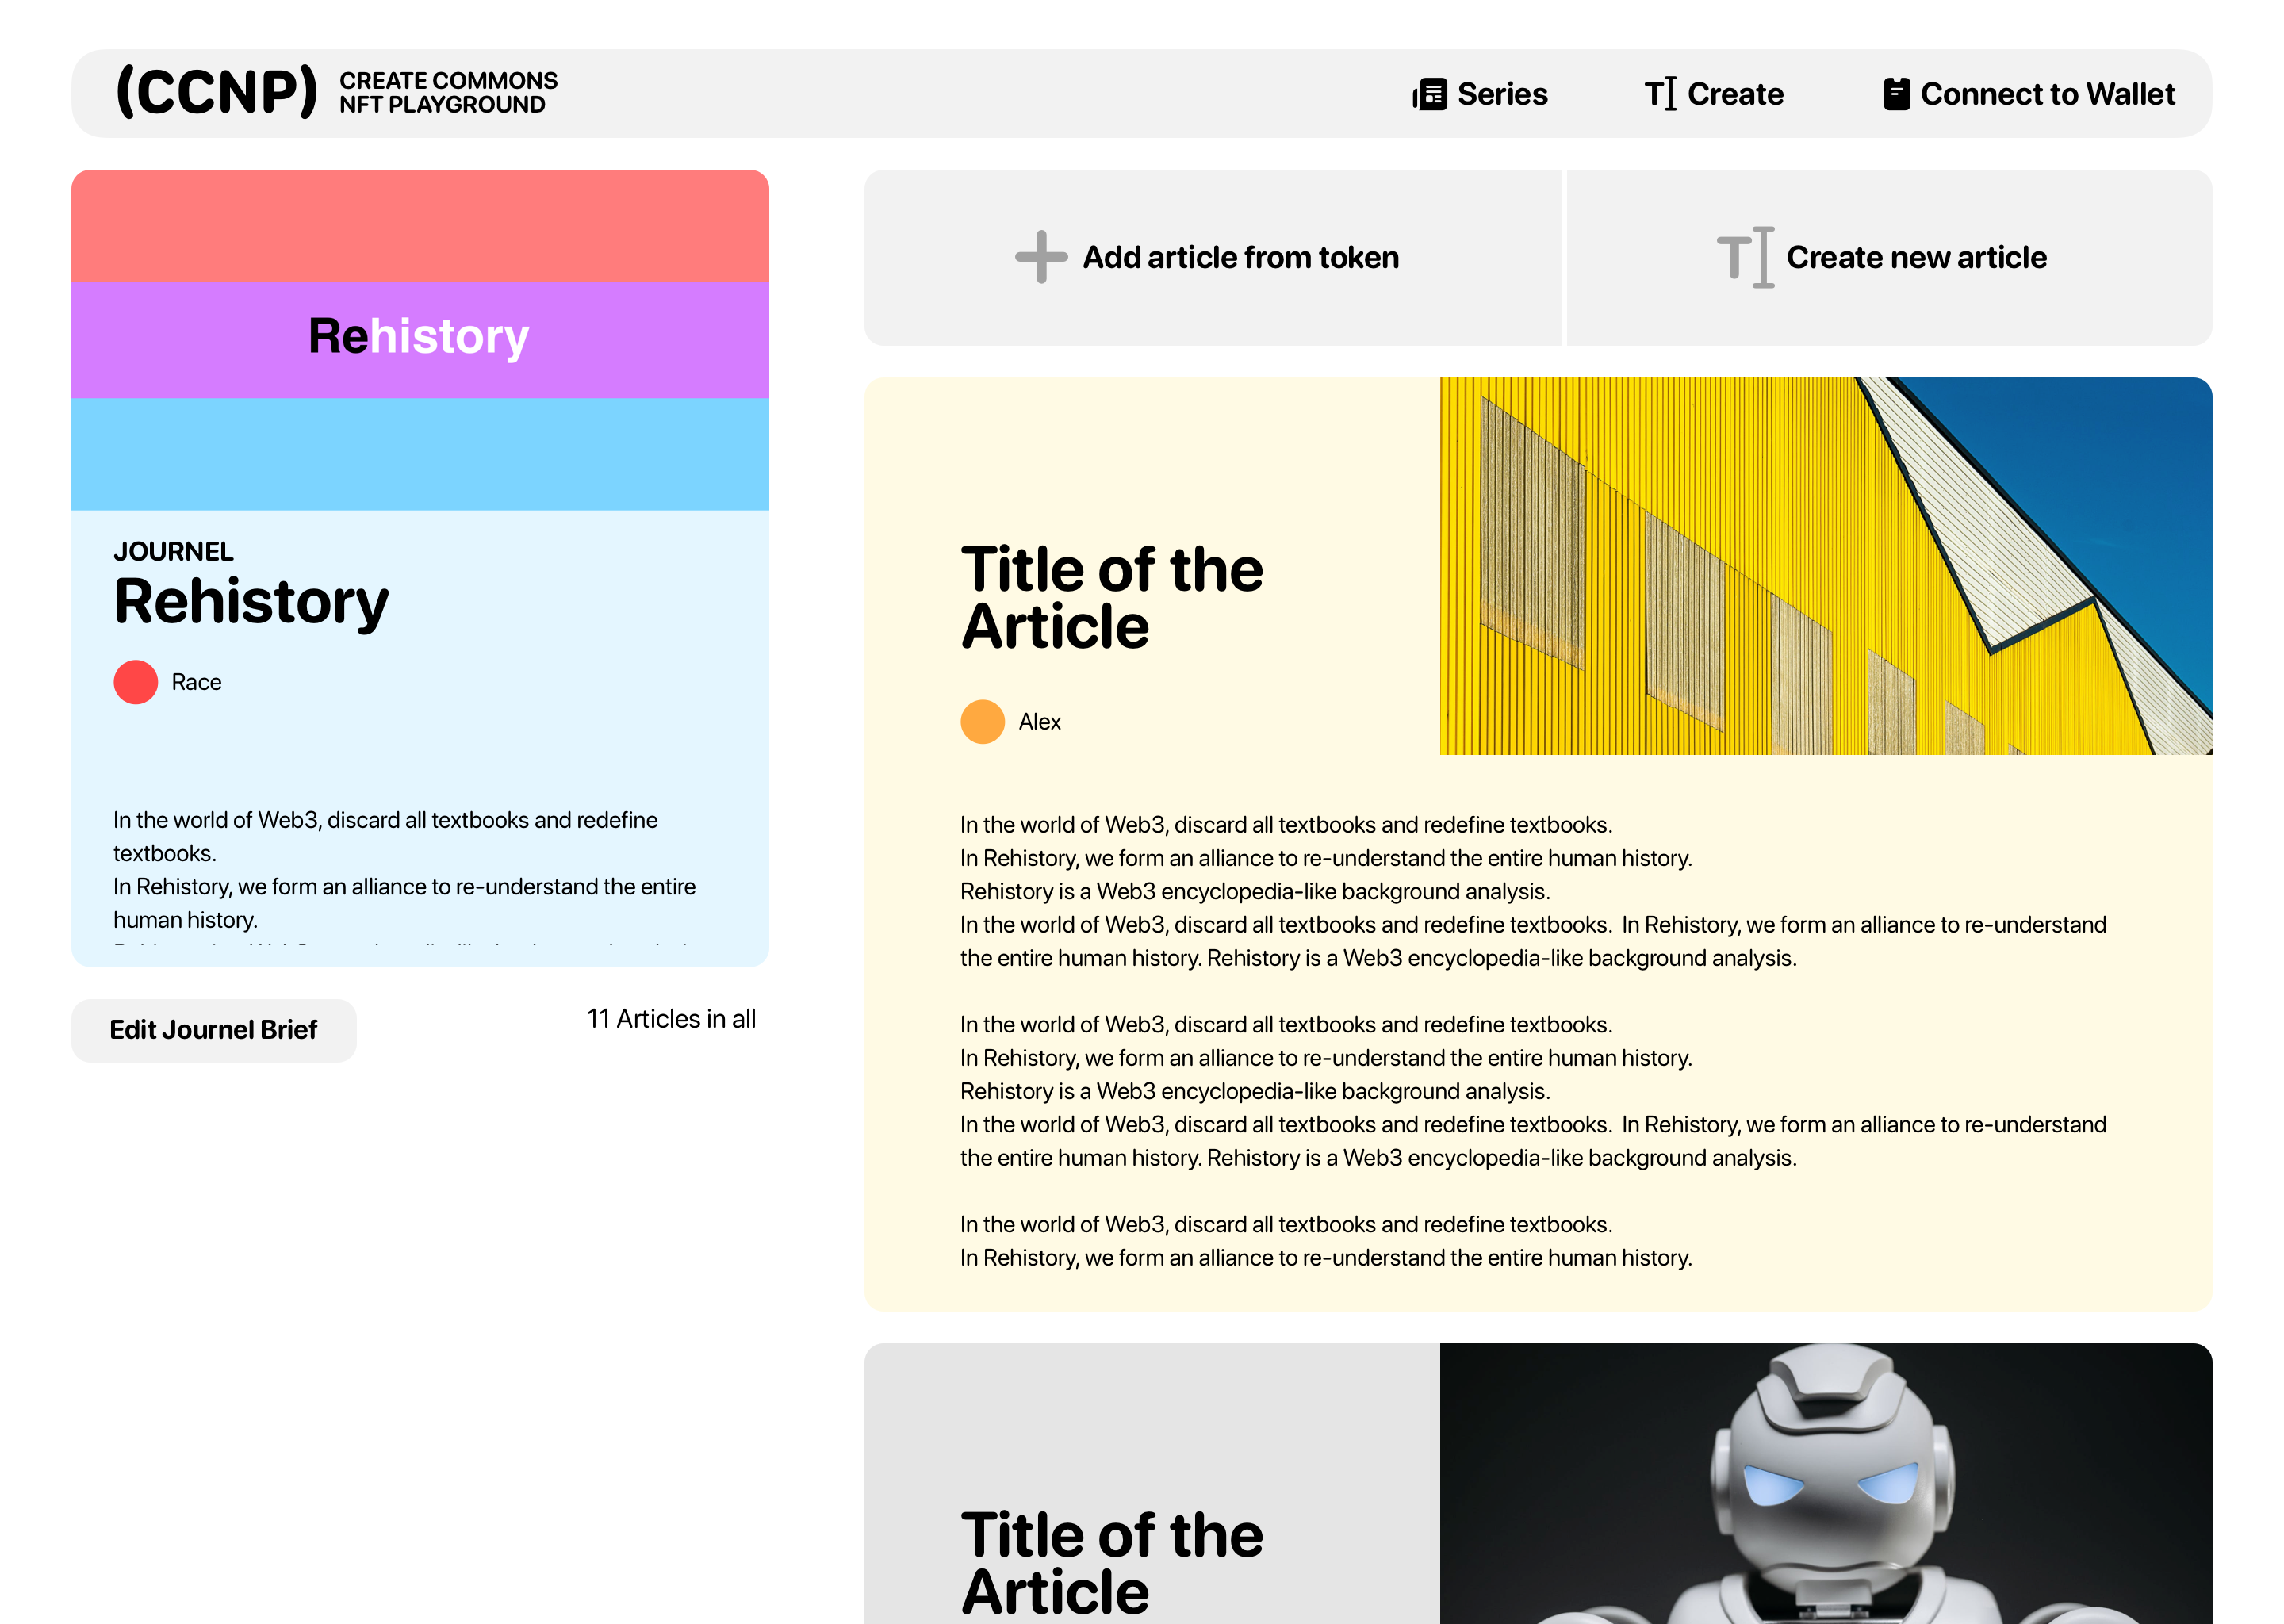 (CCNP)
CREATE COMMONS
NFT PLAYGROUND
Series
Create
Connect to Wallet
Rehistory
JOURNEL
Rehistory
Race
In the world of Web3, discard all textbooks and redefine
textbooks.
In Rehistory, we form an alliance to re-understand the entire
human history.
Edit Journel Brief
11 Articles in all
Add article from token
Create new article
Title of the
Article
Alex
In the world of Web3, discard all textbooks and redefine textbooks.
In Rehistory, we form an alliance to re-understand the entire human history.
Rehistory is a Web3 encyclopedia-like background analysis.
In the world of Web3, discard all textbooks and redefine textbooks.  In Rehistory, we form an alliance to re-understand
the entire human history. Rehistory is a Web3 encyclopedia-like background analysis.
In the world of Web3, discard all textbooks and redefine textbooks.
In Rehistory, we form an alliance to re-understand the entire human history.
Rehistory is a Web3 encyclopedia-like background analysis.
In the world of Web3, discard all textbooks and redefine textbooks.  In Rehistory, we form an alliance to re-understand
the entire human history. Rehistory is a Web3 encyclopedia-like background analysis.
In the world of Web3, discard all textbooks and redefine textbooks.
In Rehistory, we form an alliance to re-understand the entire human history.
Title of the
Article